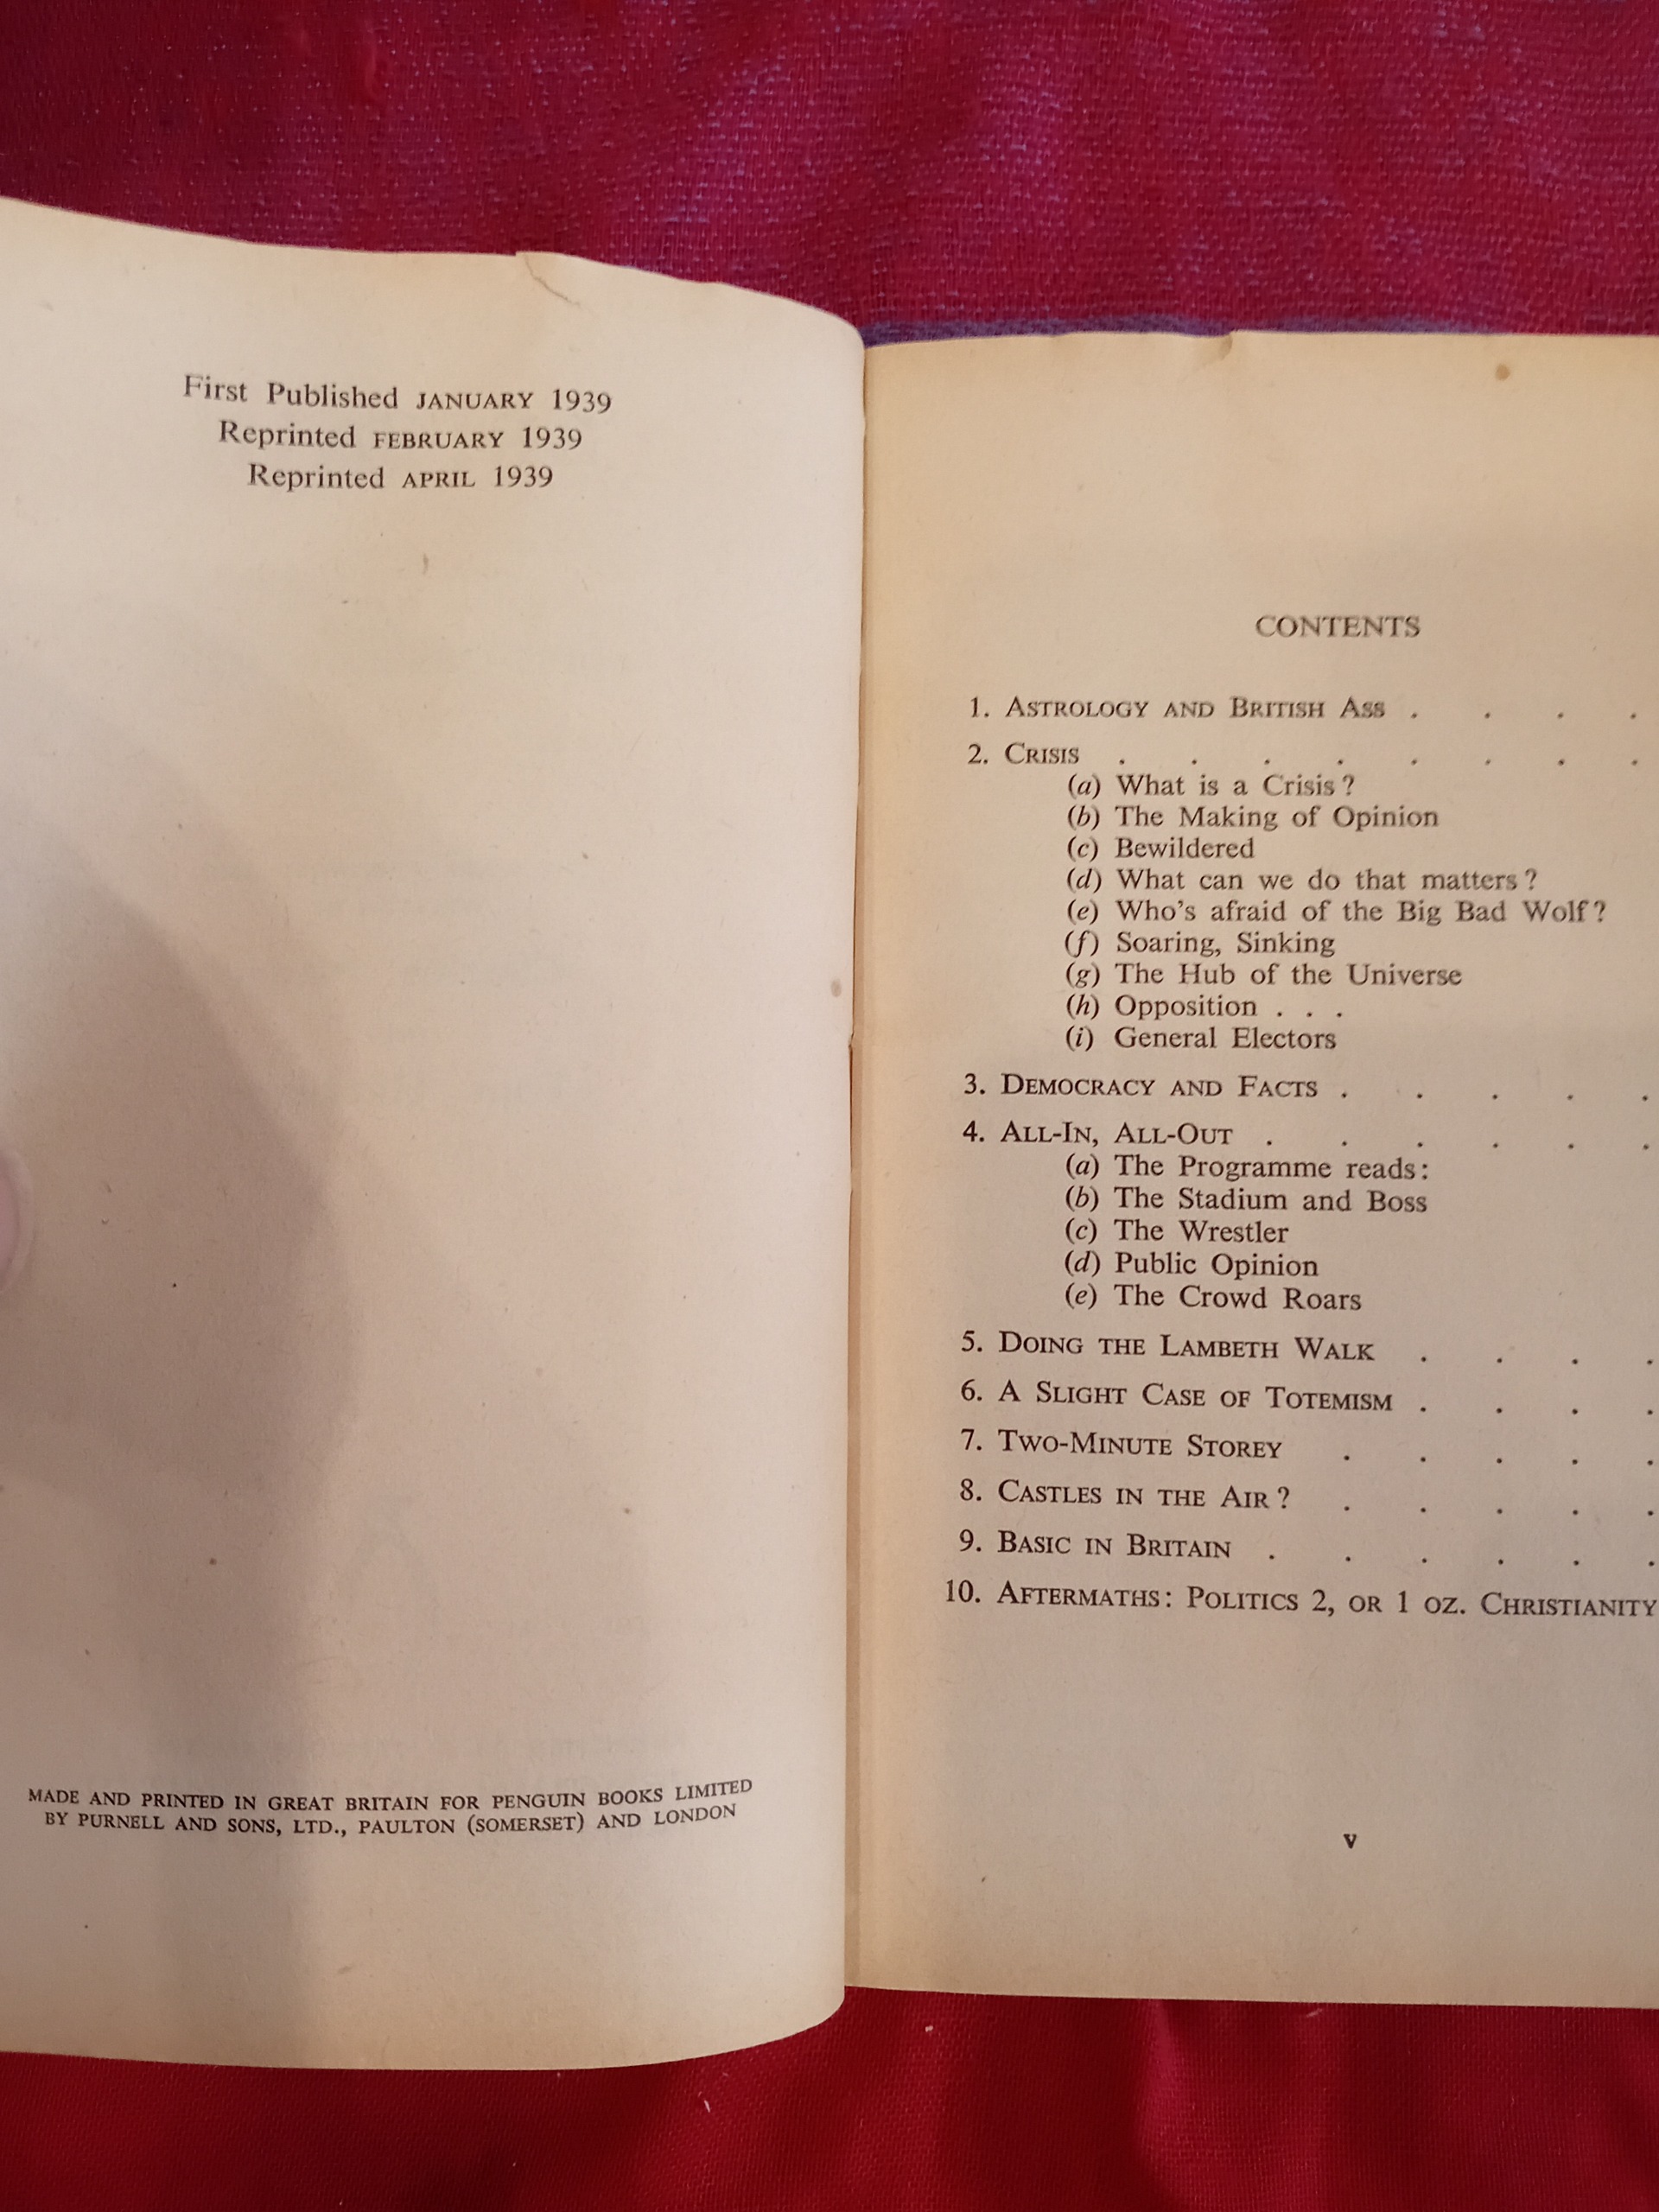 First Published JANUARY 1939
Reprinted FEBRUARY 1939
Reprinted APRIL 1939
MADE AND PRINTED IN GREAT BRITAIN FOR PENGUIN BOOKS LIMITED
BY PURNELL AND SONS, LTD., PAULTON (SOMERSET) AND LONDON
CONTENTS
1. ASTROLOGY AND BRITISH ASS . . . .
2. CRISIS . . . . . . . .
(a) What is a Crisis?
(b) The Making of Opinion
(c) Bewildered
(d) What can we do that matters?
(e) Who's afraid of the Big Bad Wolf?
(f) Soaring, Sinking
(g) The Hub of the Universe
(h) Opposition . . .
(i) General Electors
3. DEMOCRACY AND FACTS . . . . .
4. ALL-IN, ALL-OUT . . . . . .
(a) The Programme reads:
(b) The Stadium and Boss
(c) The Wrestler
(d) Public Opinion
(e) The Crowd Roars
5. DOING THE LAMBETH WALK . . . .
6. A SLIGHT CASE OF TOTEMISM . . . .
7. TWO-MINUTE STOREY . . . . .
8. CASTLES IN THE AIR? . . . . .
9. BASIC IN BRITAIN . . . . . .
10. AFTERMATHS: POLITICS 2, OR 1 OZ. CHRISTIANITY
v